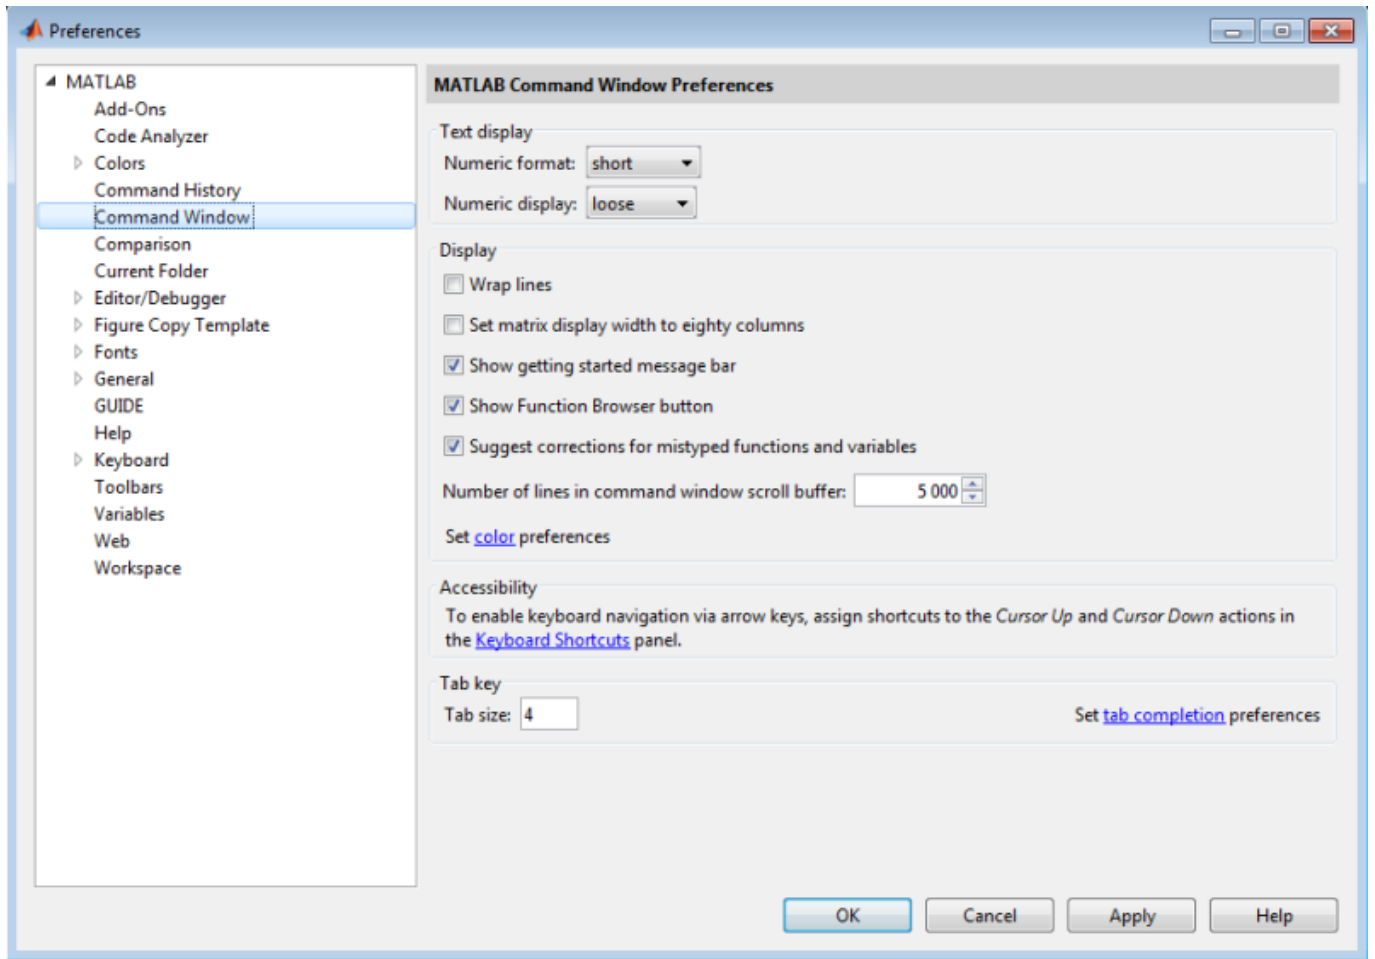 Preferences
MATLAB
Add-Ons
Code Analyzer
Colors
Command History
Command Window
Comparison
Current Folder
Editor/Debugger
Figure Copy Template
Fonts
General
GUIDE
Help
Keyboard
Toolbars
Variables
Web
Workspace
MATLAB Command Window Preferences
Text display
Numeric format: short
Numeric display: loose
Display
Wrap lines
Set matrix display width to eighty columns
Show getting started message bar
Show Function Browser button
Suggest corrections for mistyped functions and variables
Number of lines in command window scroll buffer: 5 000
Set color preferences
Accessibility
To enable keyboard navigation via arrow keys, assign shortcuts to the Cursor Up and Cursor Down actions in
the Keyboard Shortcuts panel.
Tab key
Tab size: 4 Set tab completion preferences
OK Cancel Apply Help